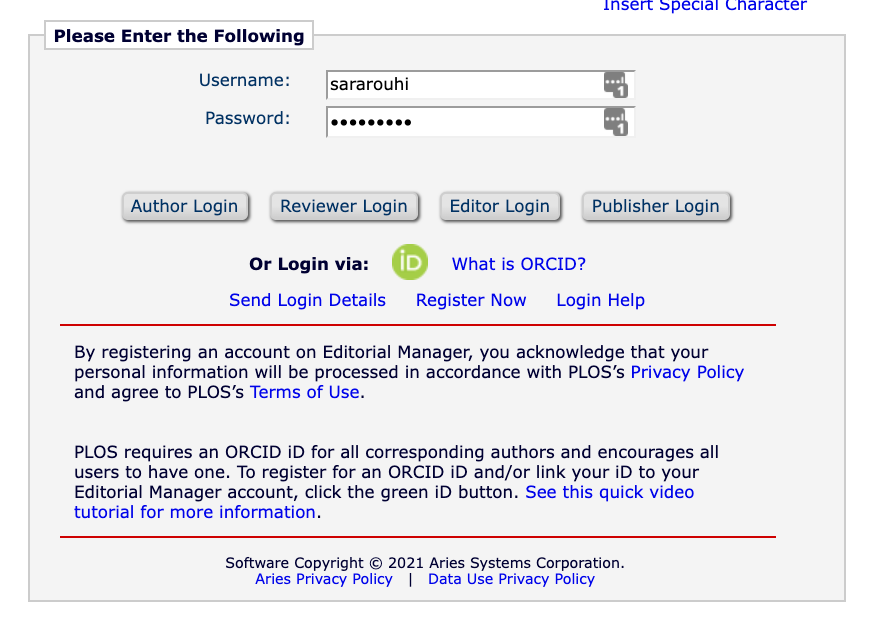 Insert Special Character
Please Enter the Following
Username: sararouhi
Password: •••••••••
Author Login Reviewer Login Editor Login Publisher Login
Or Login via: iD What is ORCID?
Send Login Details Register Now Login Help
By registering an account on Editorial Manager, you acknowledge that your
personal information will be processed in accordance with PLOS’s Privacy Policy
and agree to PLOS’s Terms of Use.
PLOS requires an ORCID iD for all corresponding authors and encourages all
users to have one. To register for an ORCID iD and/or link your iD to your
Editorial Manager account, click the green iD button. See this quick video
tutorial for more information.
Software Copyright © 2021 Aries Systems Corporation.
Aries Privacy Policy | Data Use Privacy Policy